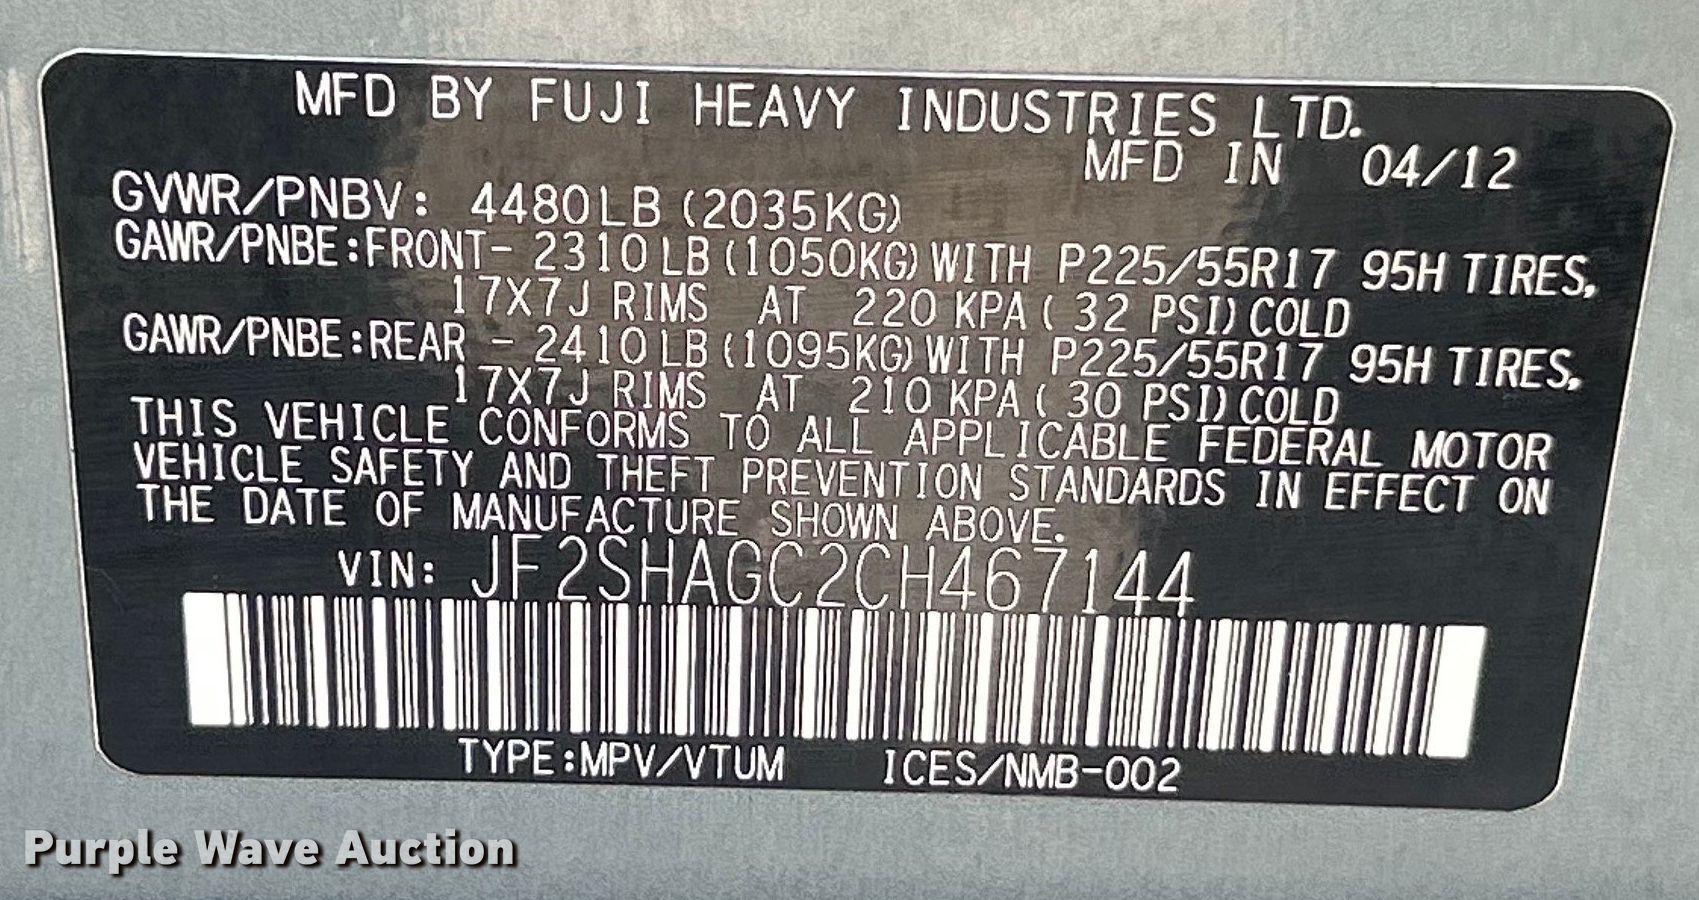 MFD BY FUJI HEAVY INDUSTRIES LTD.
MFD IN 04/12
GVWR/PNBV: 4480LB (2035KG)
GAWR/PNBE:FRONT- 2310LB (1050KG) WITH P225/55R17 95H TIRES,
17X7J RIMS AT 220 KPA ( 32 PSI) COLD
GAWR/PNBE:REAR - 2410LB (1095KG) WITH P225/55R17 95H TIRES,
17X7J RIMS AT 210 KPA ( 30 PSI) COLD
THIS VEHICLE CONFORMS TO ALL APPLICABLE FEDERAL MOTOR
VEHICLE SAFETY AND THEFT PREVENTION STANDARDS IN EFFECT ON
THE DATE OF MANUFACTURE SHOWN ABOVE.
VIN: JF2SHAGC2CH467144
TYPE:MPV/VTUM ICES/NMB-002
Purple Wave Auction